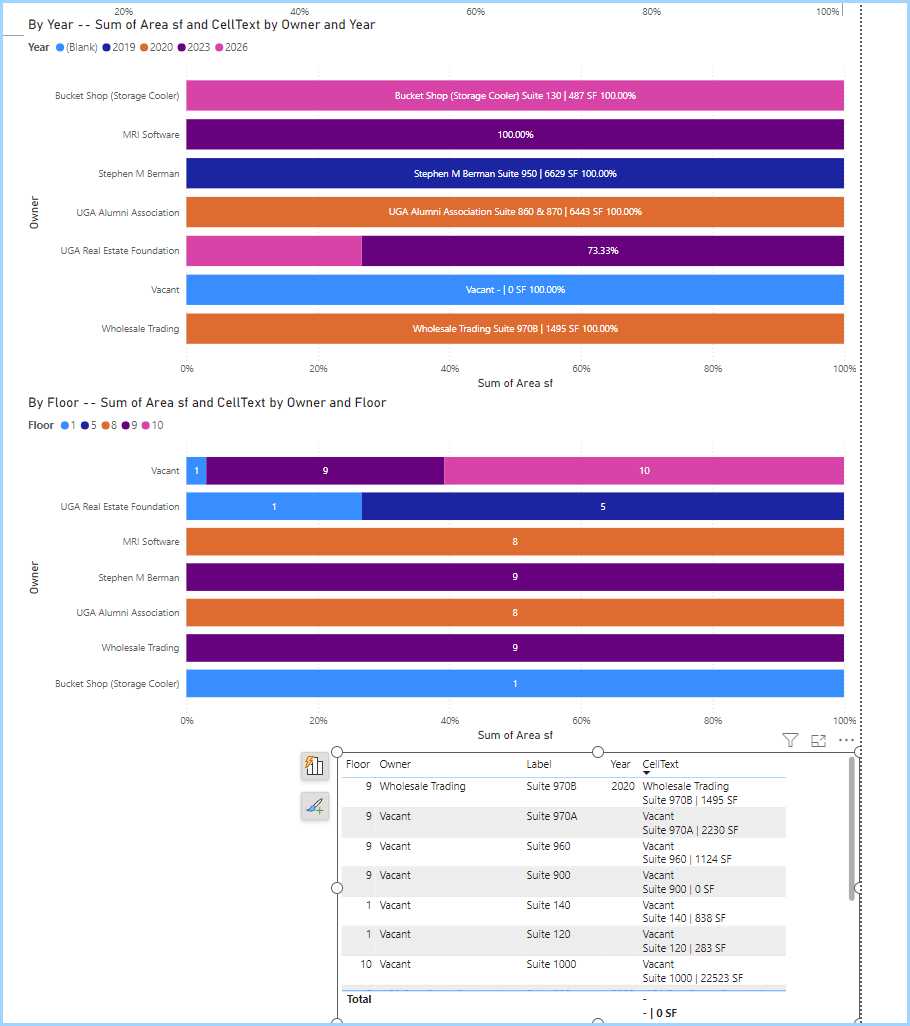 20% 40% 60% 80% 100%
By Year -- Sum of Area sf and CellText by Owner and Year
Year (Blank) 2019 2020 2023 2026
Owner
Bucket Shop (Storage Cooler) Bucket Shop (Storage Cooler) Suite 130 | 487 SF 100.00%
MRI Software 100.00%
Stephen M Berman Stephen M Berman Suite 950 | 6629 SF 100.00%
UGA Alumni Association UGA Alumni Association Suite 860 & 870 | 6443 SF 100.00%
UGA Real Estate Foundation 73.33%
Vacant Vacant - | 0 SF 100.00%
Wholesale Trading Wholesale Trading Suite 970B | 1495 SF 100.00%
0% 20% 40% 60% 80% 100%
Sum of Area sf
By Floor -- Sum of Area sf and CellText by Owner and Floor
Floor 1 5 8 9 10
Owner
Vacant 1 9 10
UGA Real Estate Foundation 1 5
MRI Software 8
Stephen M Berman 9
UGA Alumni Association 8
Wholesale Trading 9
Bucket Shop (Storage Cooler) 1
0% 20% 40% 60% 80% 100%
Sum of Area sf
Floor Owner Label Year CellText
9 Wholesale Trading Suite 970B 2020 Wholesale Trading
Suite 970B | 1495 SF
9 Vacant Suite 970A Vacant
Suite 970A | 2230 SF
9 Vacant Suite 960 Vacant
Suite 960 | 1124 SF
9 Vacant Suite 900 Vacant
Suite 900 | 0 SF
1 Vacant Suite 140 Vacant
Suite 140 | 838 SF
1 Vacant Suite 120 Vacant
Suite 120 | 283 SF
10 Vacant Suite 1000 Vacant
Suite 1000 | 22523 SF
Total -
- | 0 SF